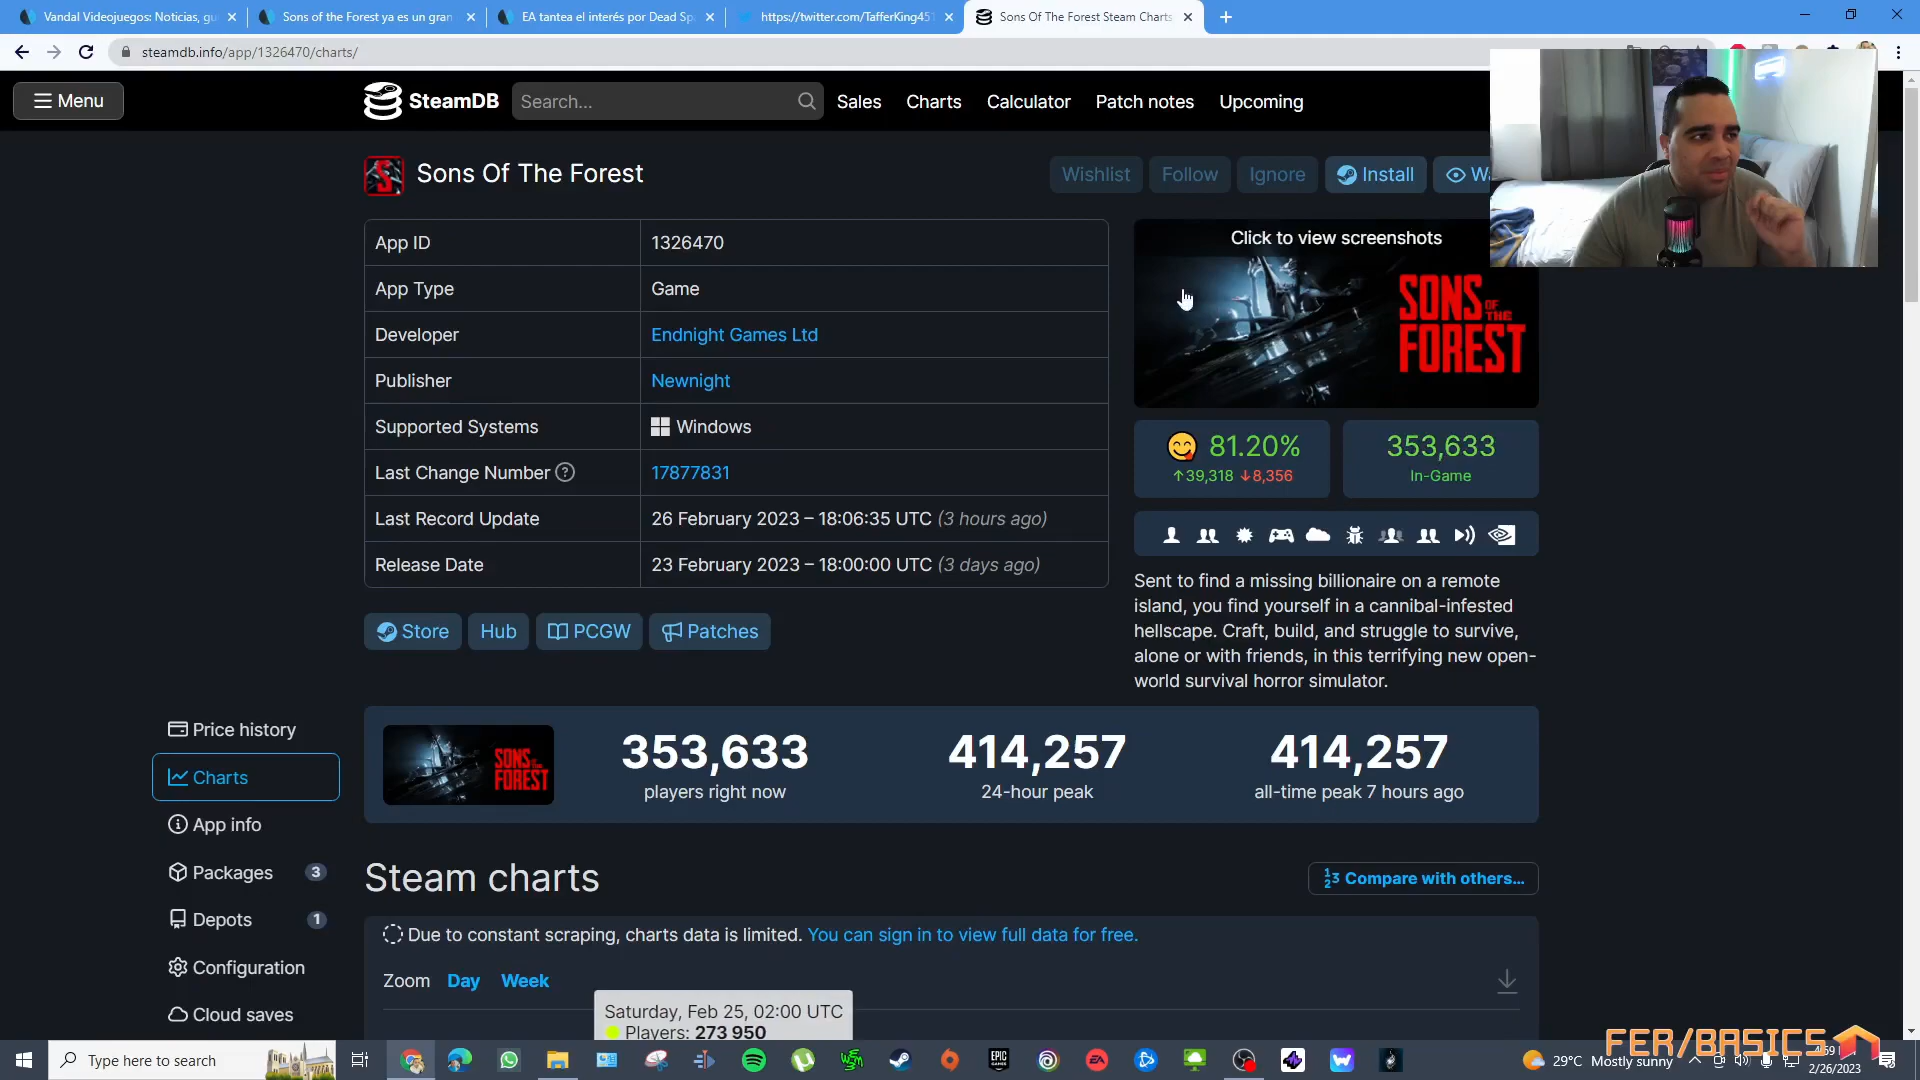 Vandal Videojuegos: Noticias, gu
Sons of the Forest ya es un gran
EA tantea el interés por Dead Sp
https://twitter.com/TafferKing451
Sons Of The Forest Steam Charts
steamdb.info/app/1326470/charts/
Menu
SteamDB
Search...
Sales
Charts
Calculator
Patch notes
Upcoming
Sons Of The Forest
Wishlist
Follow
Ignore
Install
App ID
1326470
Click to view screenshots
SONS OF THE FOREST
App Type
Game
Developer
Endnight Games Ltd
Publisher
Newnight
Supported Systems
Windows
Last Change Number
17877831
Last Record Update
26 February 2023 – 18:06:35 UTC (3 hours ago)
Release Date
23 February 2023 – 18:00:00 UTC (3 days ago)
81.20%
↑39,318 ↓8,356
353,633
In-Game
Sent to find a missing billionaire on a remote
island, you find yourself in a cannibal-infested
hellscape. Craft, build, and struggle to survive,
alone or with friends, in this terrifying new open-
world survival horror simulator.
Store
Hub
PCGW
Patches
Price history
Charts
App info
Packages 3
Depots 1
Configuration
Cloud saves
SONS OF THE FOREST
353,633
players right now
414,257
24-hour peak
414,257
all-time peak 7 hours ago
Steam charts
Compare with others...
Due to constant scraping, charts data is limited. You can sign in to view full data for free.
Zoom
Day
Week
Saturday, Feb 25, 02:00 UTC
Players: 273 950
FER/BASICS
Type here to search
EPIC GAMES
EA
29°C Mostly sunny
2/26/2023